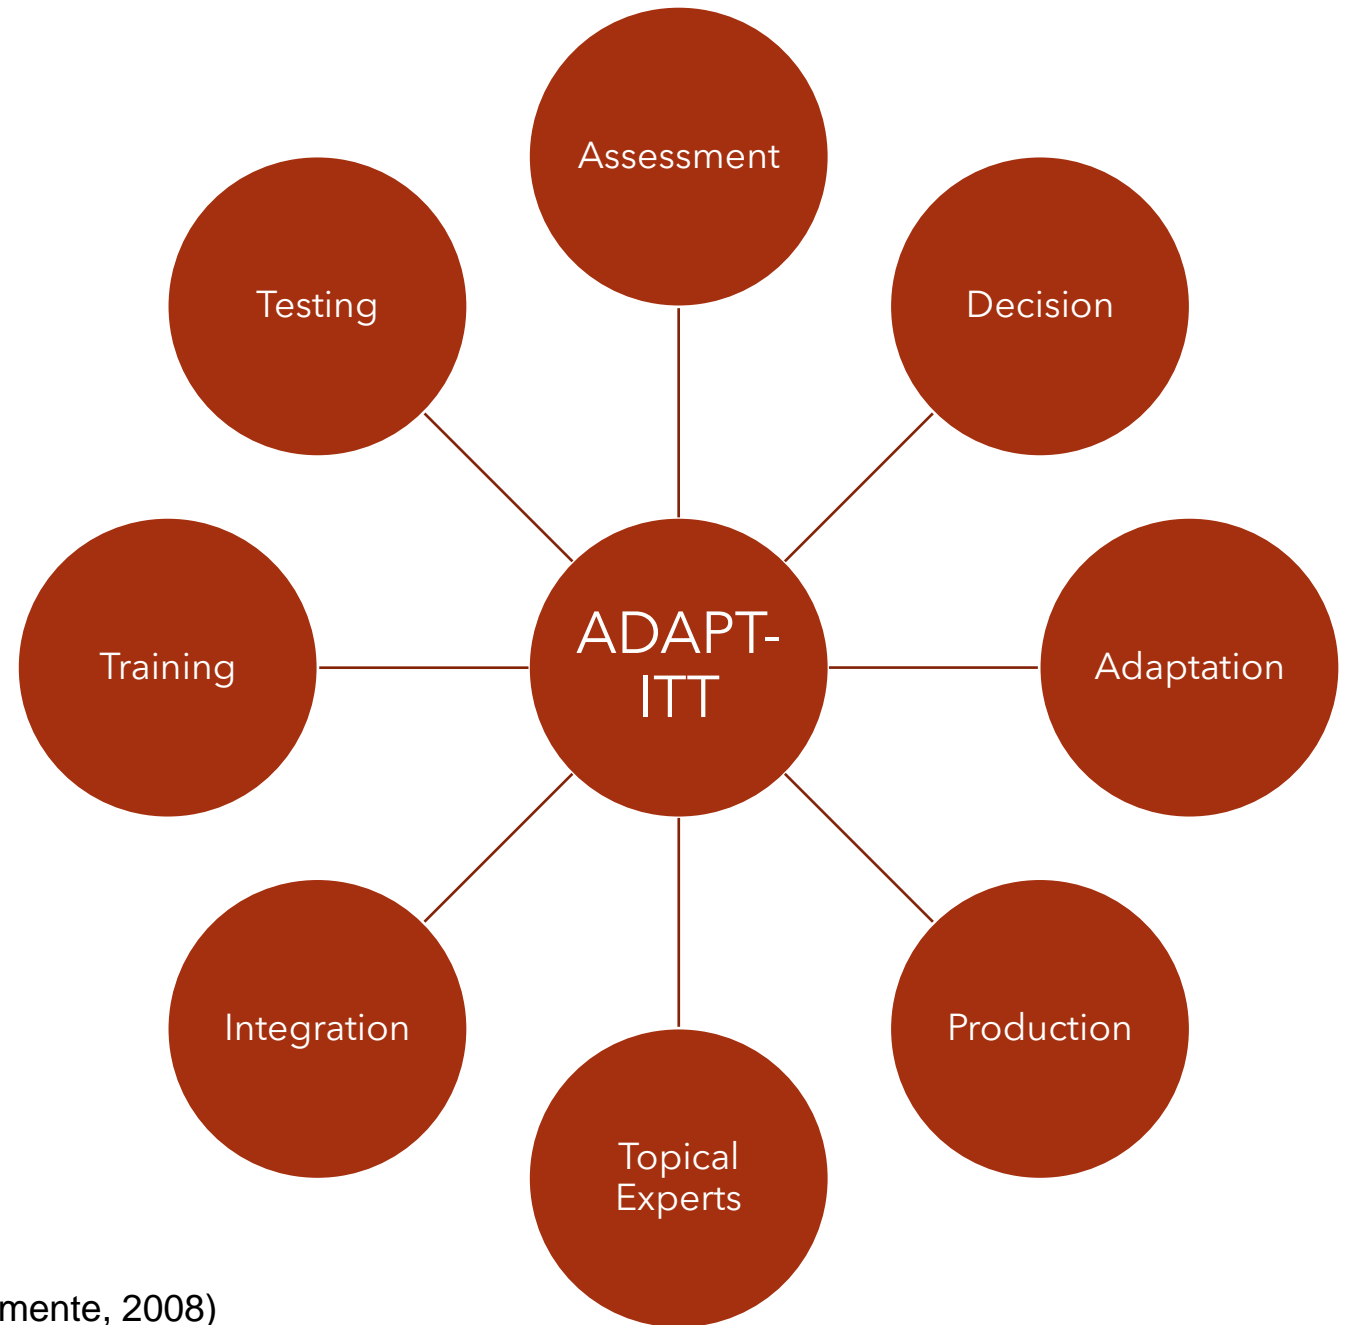 Assessment
Decision
Adaptation
Production
Topical
Experts
Integration
Training
Testing
ADAPT-
ITT
mente, 2008)